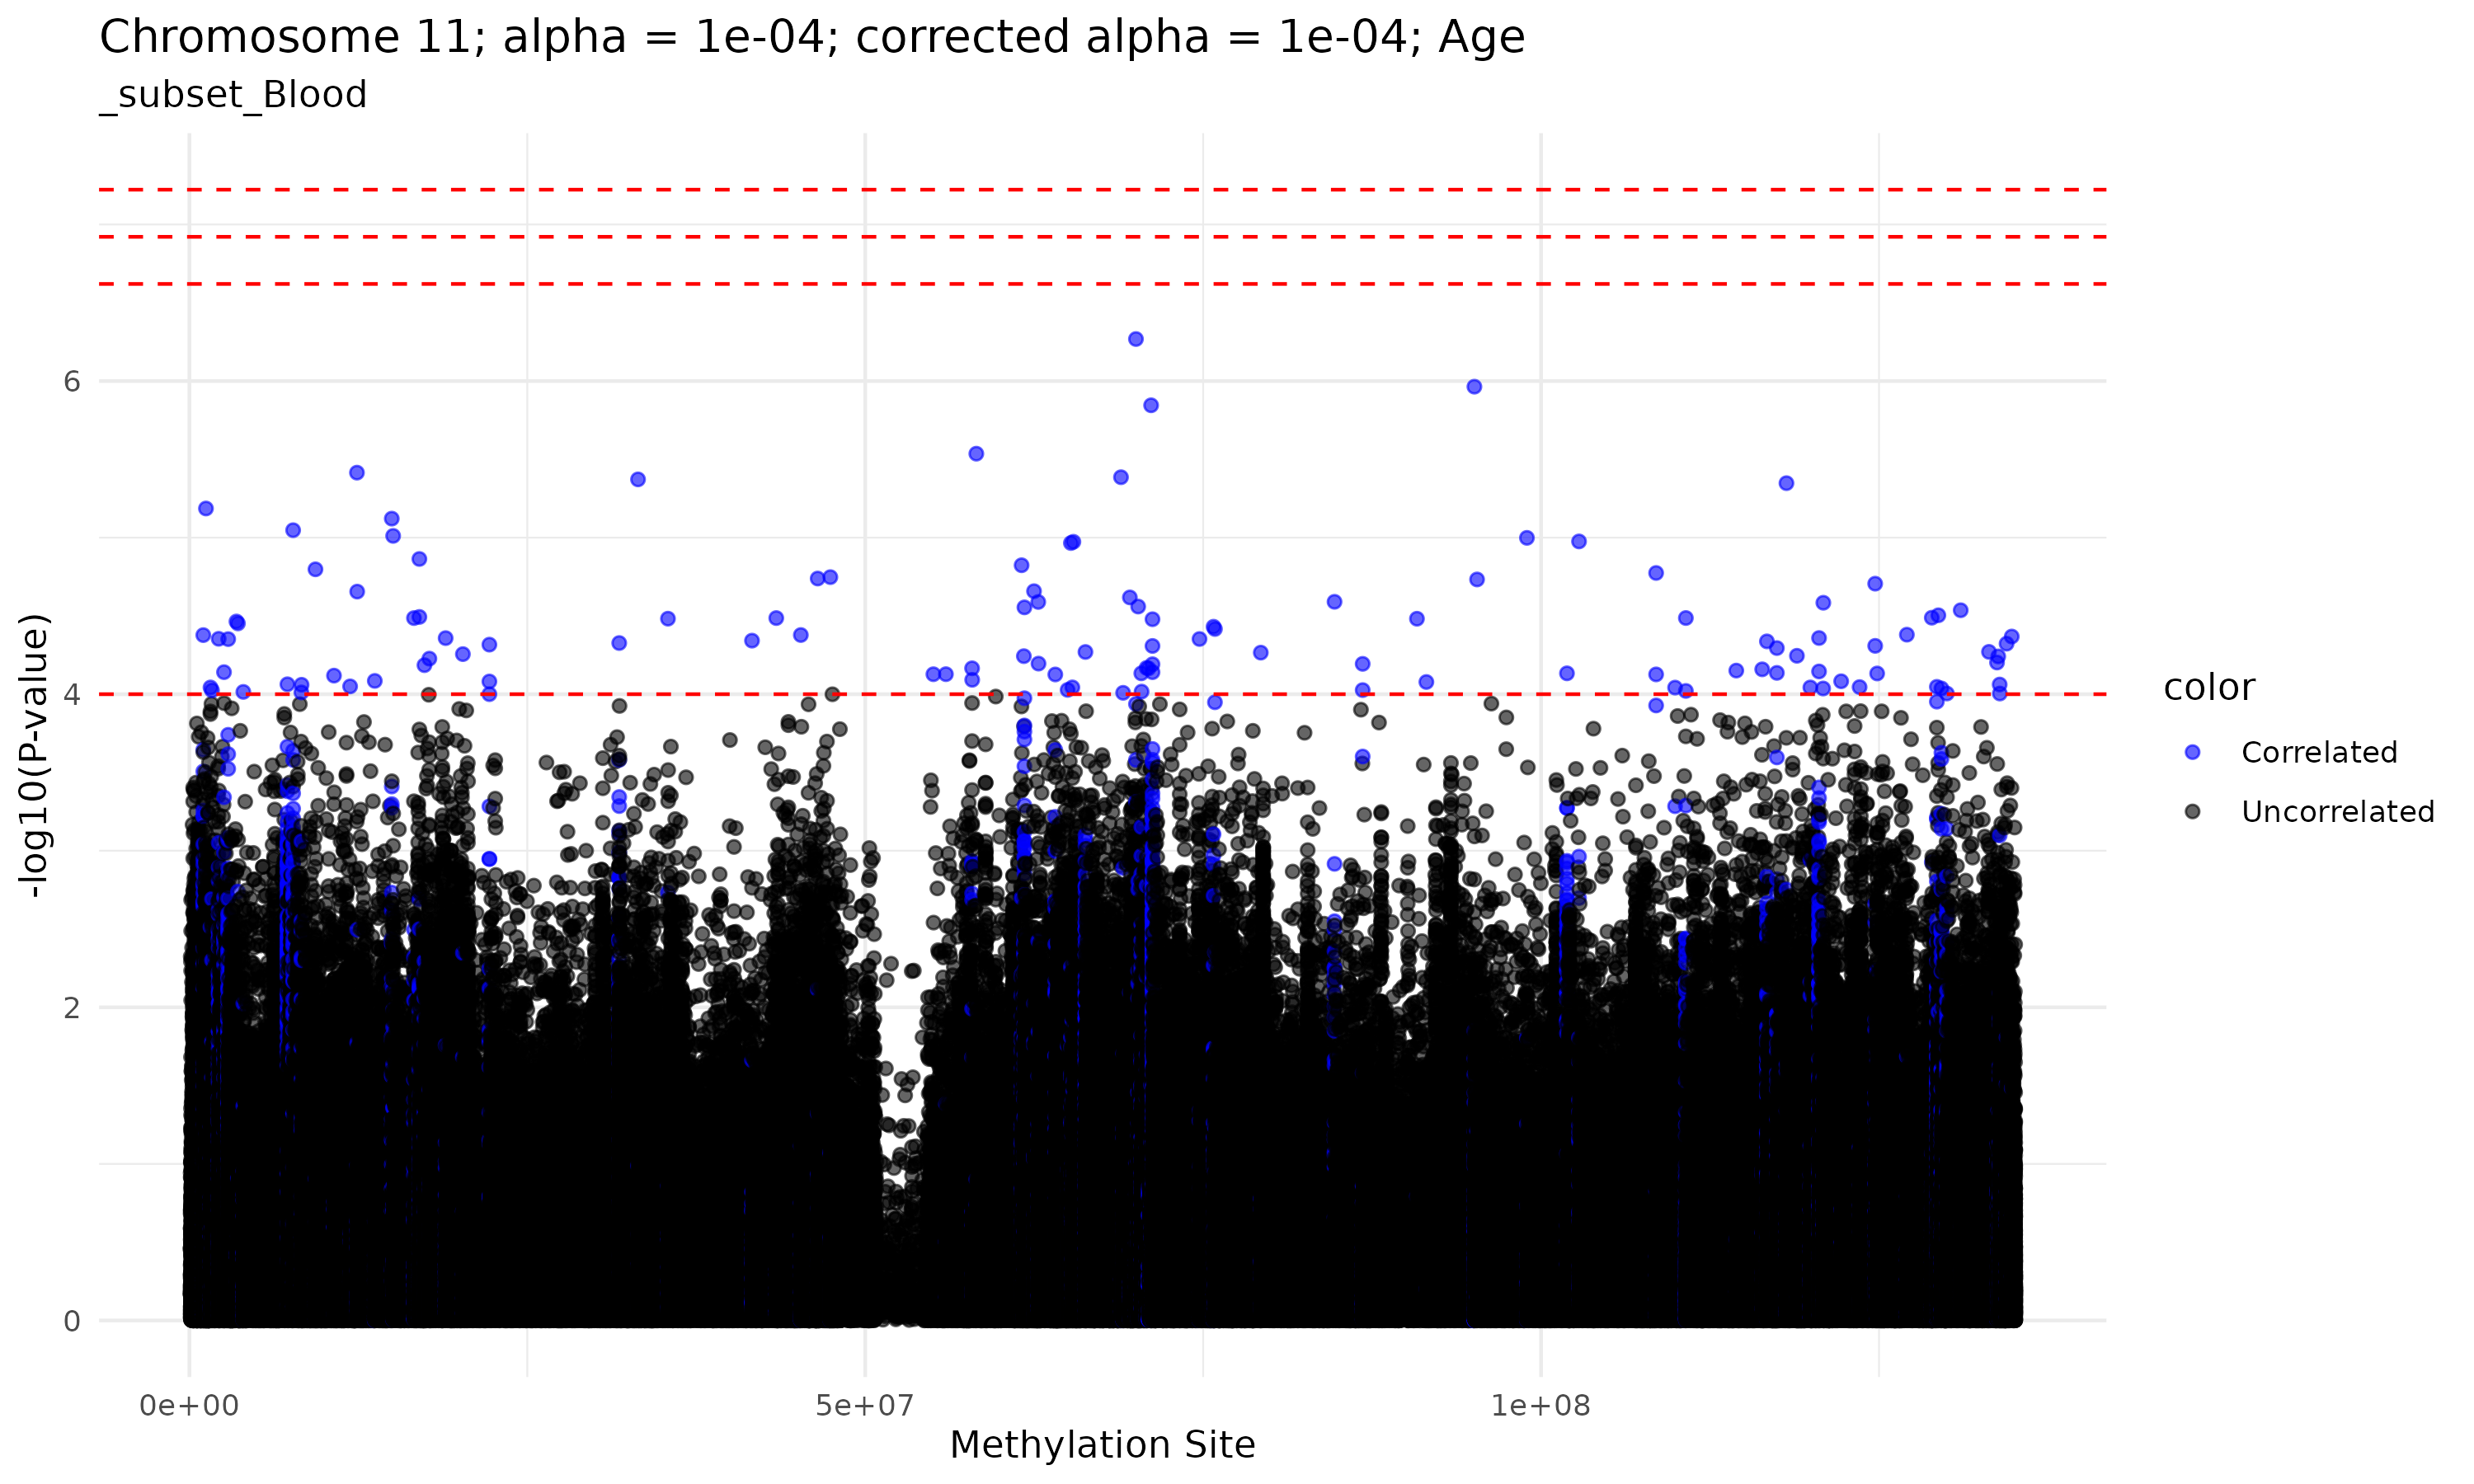 Chromosome 11; alpha = 1e-04; corrected alpha = 1e-04; Age
_subset_Blood
-log10(P-value)
6
4
2
0
0e+00
5e+07
1e+08
Methylation Site
color
Correlated
Uncorrelated